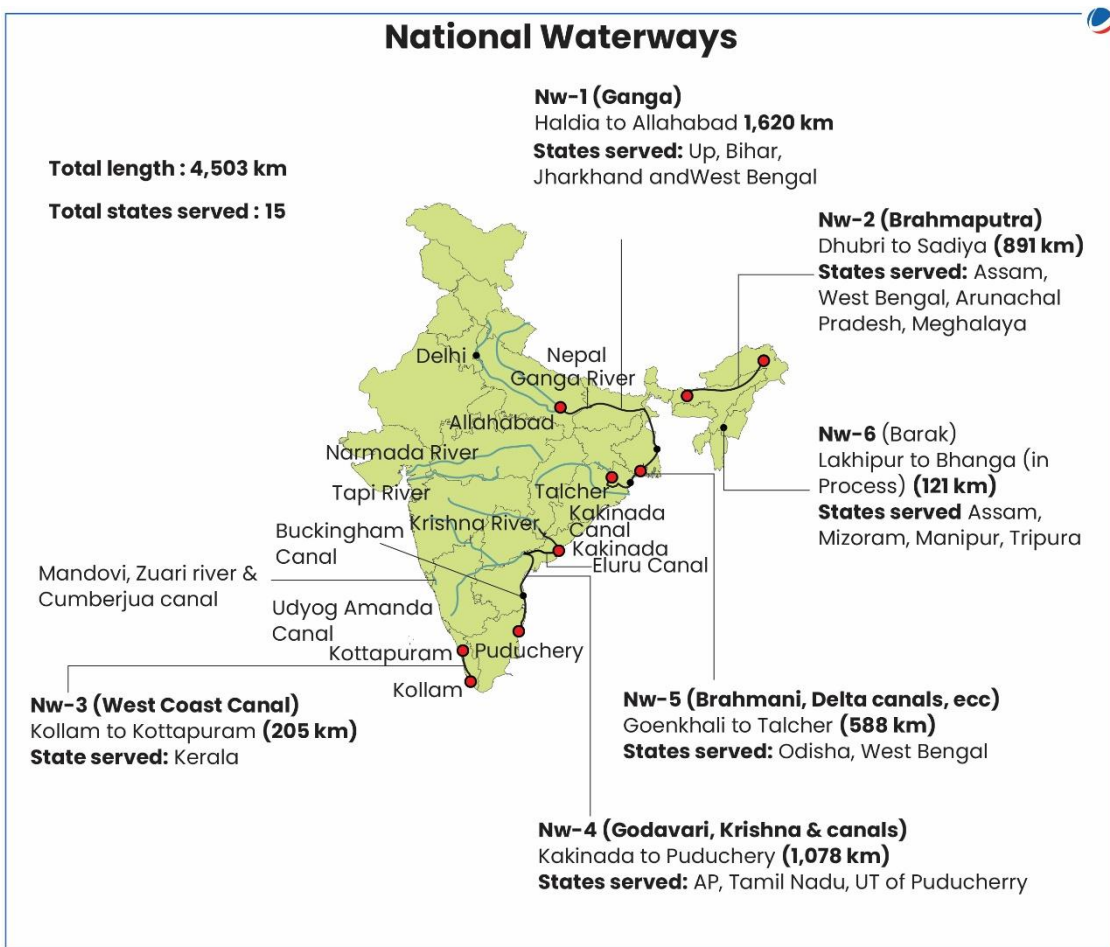 National Waterways
Nw-1 (Ganga)
Haldia to Allahabad 1,620 km
States served: Up, Bihar,
Jharkhand andWest Bengal
Total length : 4,503 km
Total states served : 15
Nw-2 (Brahmaputra)
Dhubri to Sadiya (891 km)
States served: Assam,
West Bengal, Arunachal
Pradesh, Meghalaya
Delhi
Nepal
Ganga River
Allahabad
Nw-6 (Barak)
Lakhipur to Bhanga (in
Process) (121 km)
States served Assam,
Mizoram, Manipur, Tripura
Narmada River
Tapi River
Talcher
Krishna River
Kakinada
Canal
Kakinada
Eluru Canal
Buckingham
Canal
Mandovi, Zuari river &
Cumberjua canal
Udyog Amanda
Canal
Kottapuram
Puduchery
Kollam
Nw-3 (West Coast Canal)
Kollam to Kottapuram (205 km)
State served: Kerala
Nw-5 (Brahmani, Delta canals, ecc)
Goenkhali to Talcher (588 km)
States served: Odisha, West Bengal
Nw-4 (Godavari, Krishna & canals)
Kakinada to Puduchery (1,078 km)
States served: AP, Tamil Nadu, UT of Puducherry